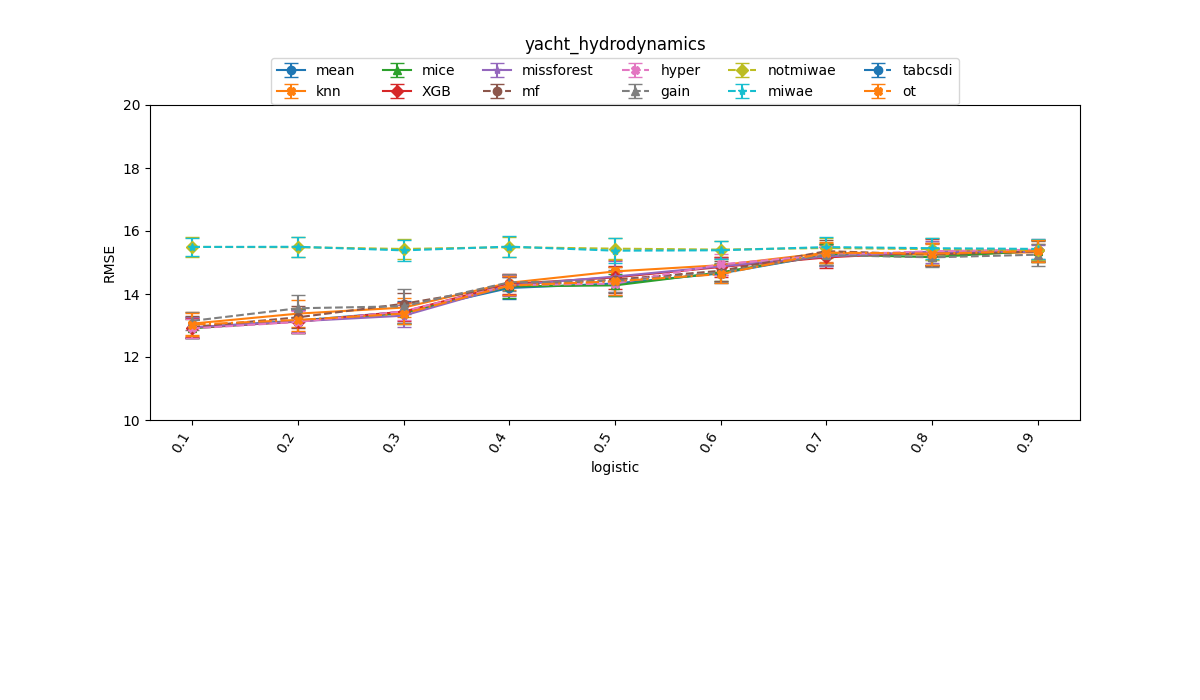 yacht_hydrodynamics
mean mice missforest hyper notmiwae tabcsdi
knn XGB mf gain miwae ot
20
18
16
14
12
10
RMSE
0.1 0.2 0.3 0.4 0.5 0.6 0.7 0.8 0.9
logistic